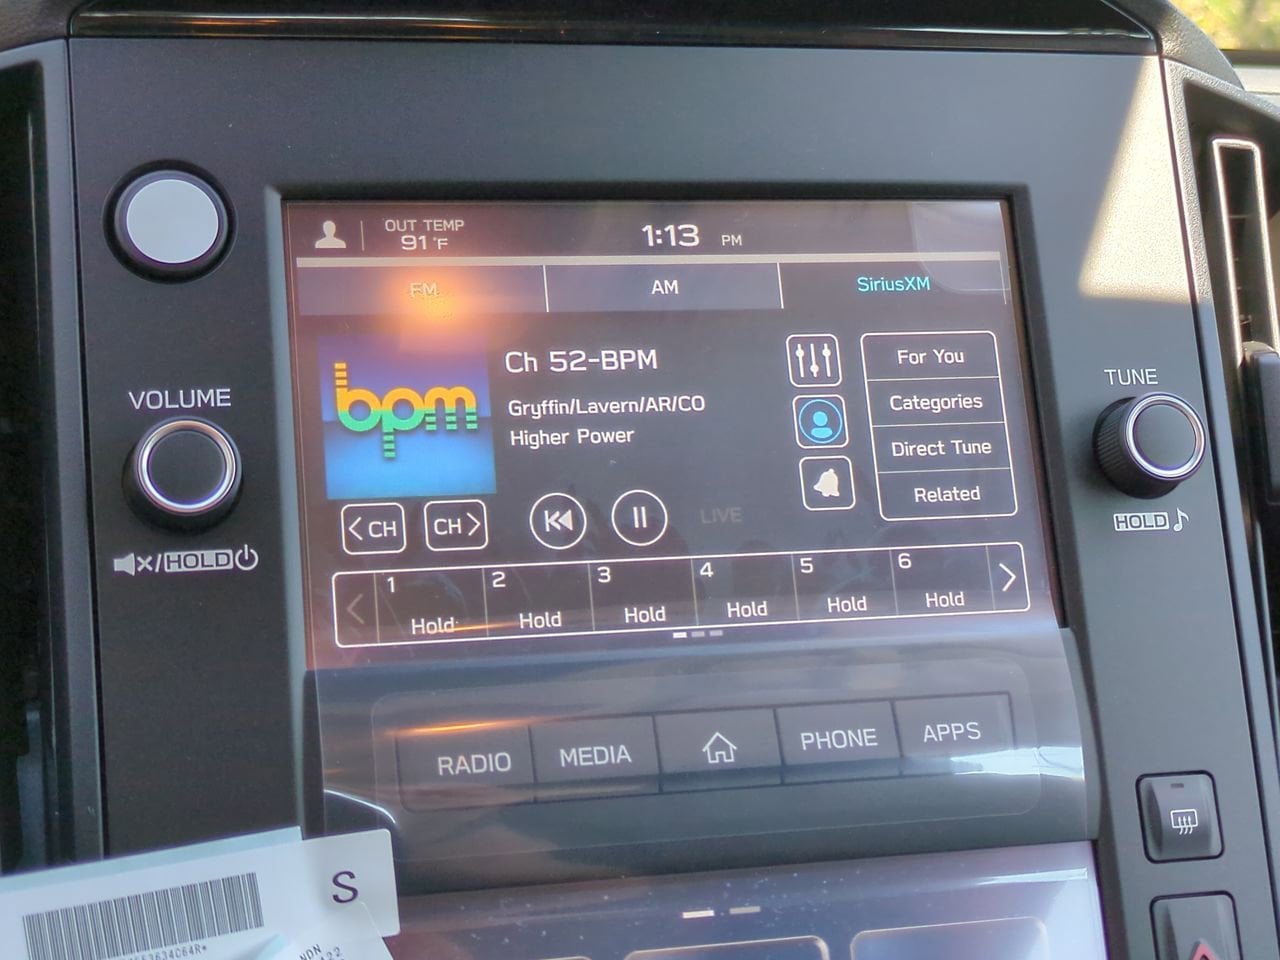 OUT TEMP
91°F
1:13 PM
FM
AM
SiriusXM
bpm
Ch 52-BPM
Gryffin/Lavern/AR/CO
Higher Power
For You
Categories
Direct Tune
Related
< CH
CH >
LIVE
1 Hold
2 Hold
3 Hold
4 Hold
5 Hold
6 Hold
VOLUME
/HOLD
TUNE
HOLD
RADIO
MEDIA
PHONE
APPS
S